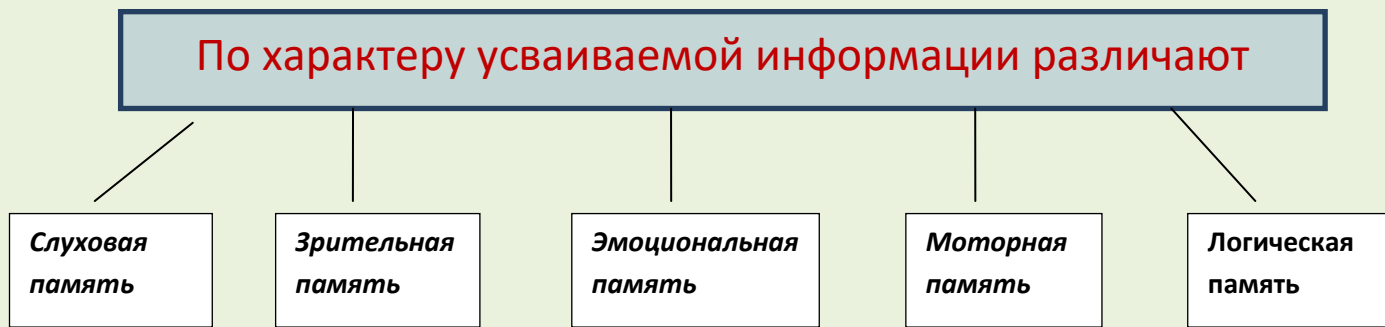 По характеру усваиваемой информации различают
Слуховая
память
Зрительная
память
Эмоциональная
память
Моторная
память
Логическая
память